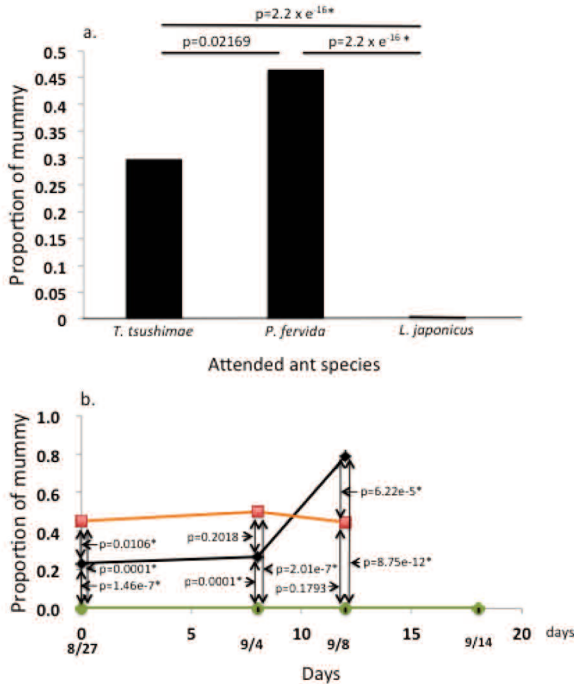 p=2.2 x e-16*
a.
p=0.02169
p=2.2 x e-16 *
0.5
0.45
0.4
0.35
0.3
0.25
0.2
0.15
0.1
0.05
0
Proportion of mummy
T. tsushimae
P. fervida
L. japonicus
Attended ant species
b.
1.0
0.8
0.6
0.4
0.2
0.0
Proportion of mummy
p=6.22e-5*
p=0.0106*
p=0.2018
p=0.0001*
p=2.01e-7*
p=8.75e-12*
p=1.46e-7*
p=0.0001*
p=0.1793
0
5
10
15
20
days
8/27
9/4
9/8
9/14
Days